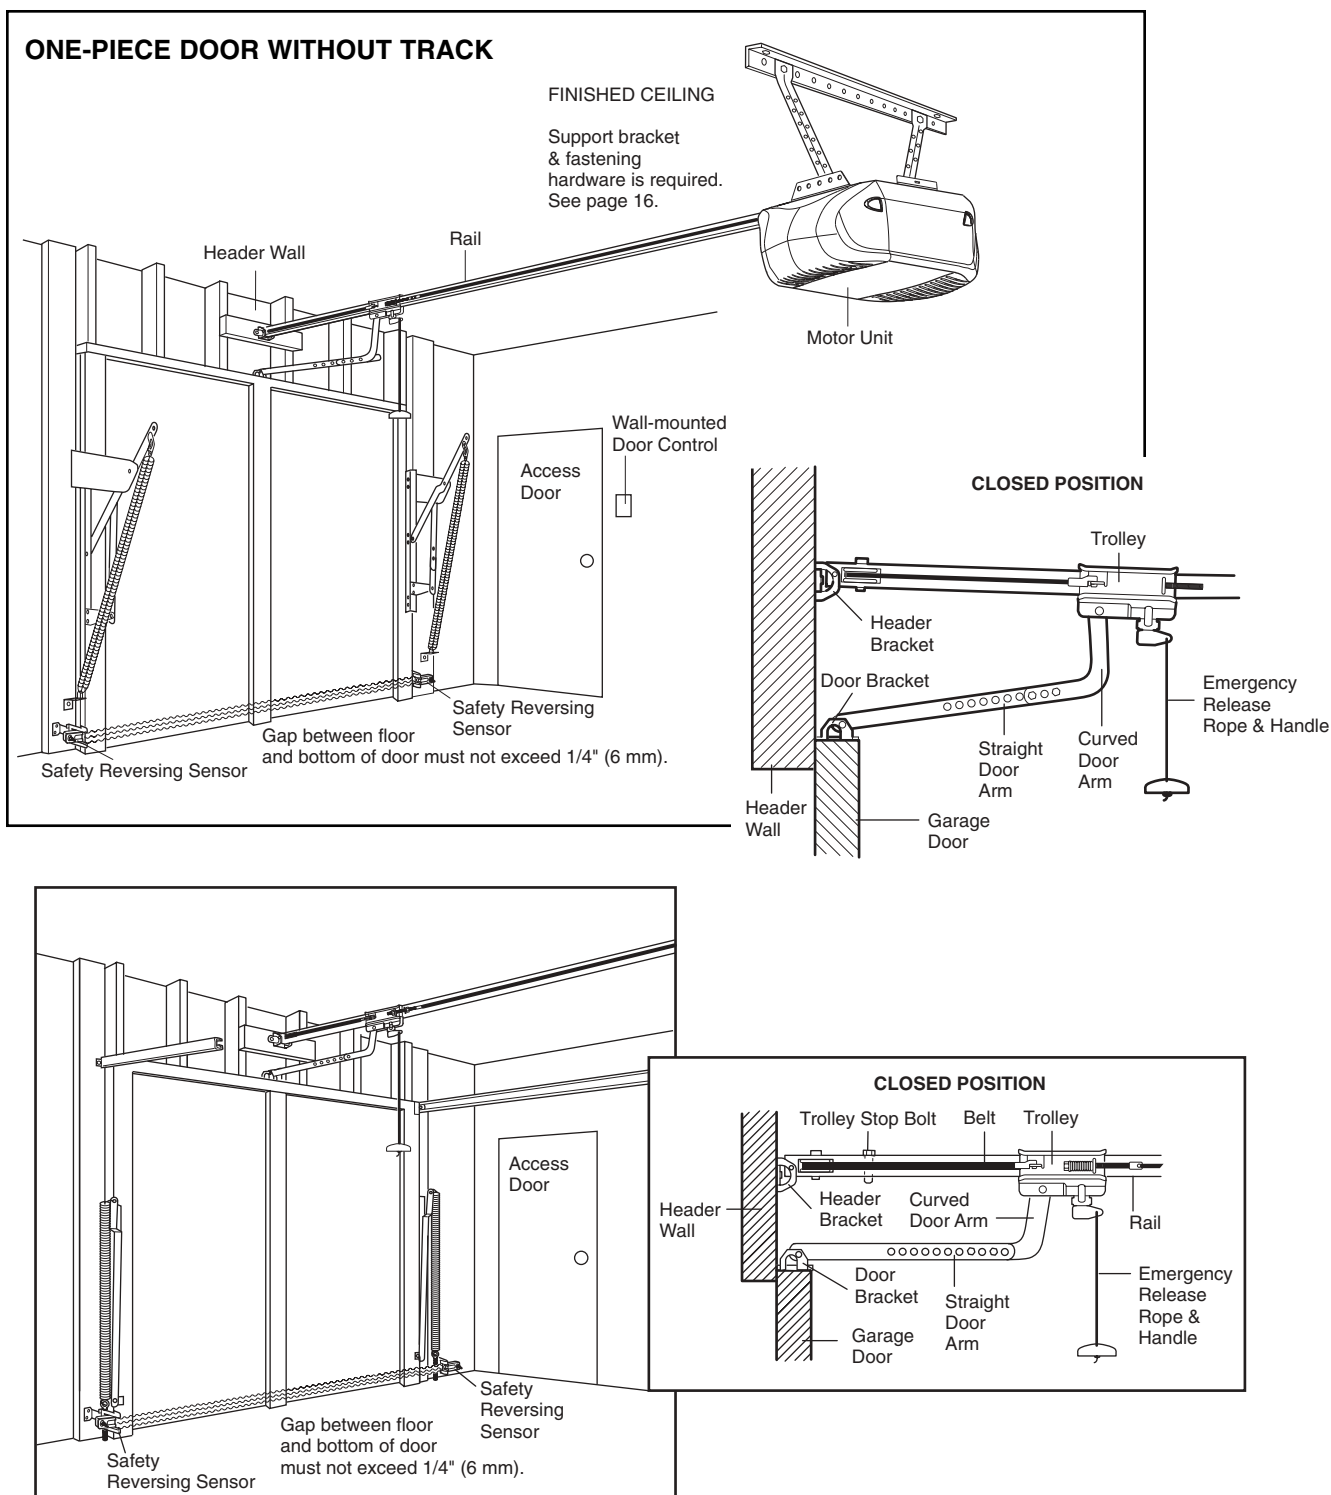 ONE-PIECE DOOR WITHOUT TRACK
FINISHED CEILING
Support bracket
& fastening
hardware is required.
See page 16.
Header Wall
Rail
Motor Unit
Wall-mounted
Door Control
Access
Door
Safety Reversing
Sensor
Gap between floor
and bottom of door must not exceed 1/4" (6 mm).
Safety Reversing Sensor
CLOSED POSITION
Trolley
Header
Bracket
Door Bracket
Emergency
Release
Rope & Handle
Straight
Door
Arm
Curved
Door
Arm
Header
Wall
Garage
Door
Access
Door
Safety
Reversing
Sensor
Gap between floor
and bottom of door
must not exceed 1/4" (6 mm).
Safety
Reversing Sensor
CLOSED POSITION
Trolley Stop Bolt
Belt
Trolley
Header
Wall
Header
Bracket
Curved
Door Arm
Rail
Door
Bracket
Straight
Door
Arm
Emergency
Release
Rope &
Handle
Garage
Door